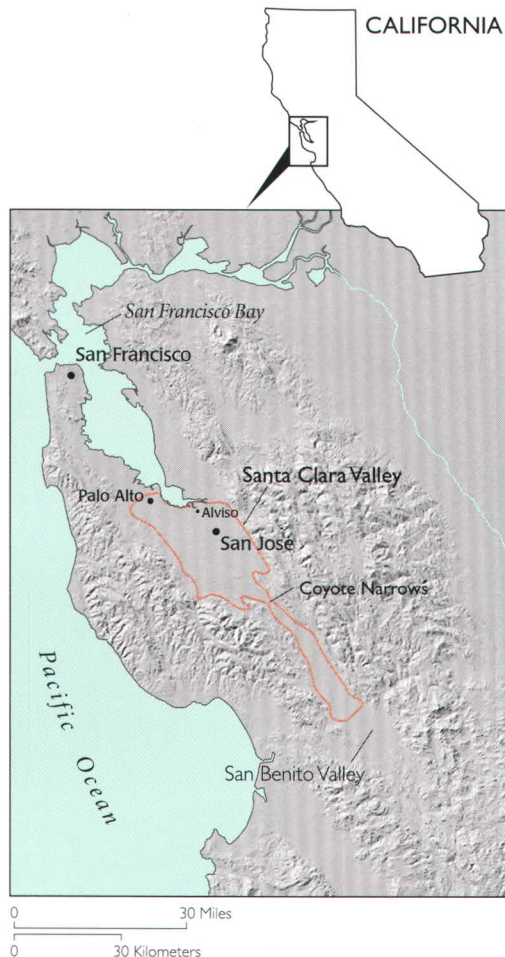 CALIFORNIA
San Francisco Bay
San Francisco
Santa Clara Valley
Palo Alto
Alviso
San José
Coyote Narrows
Pacific Ocean
San Benito Valley
0 30 Miles
0 30 Kilometers